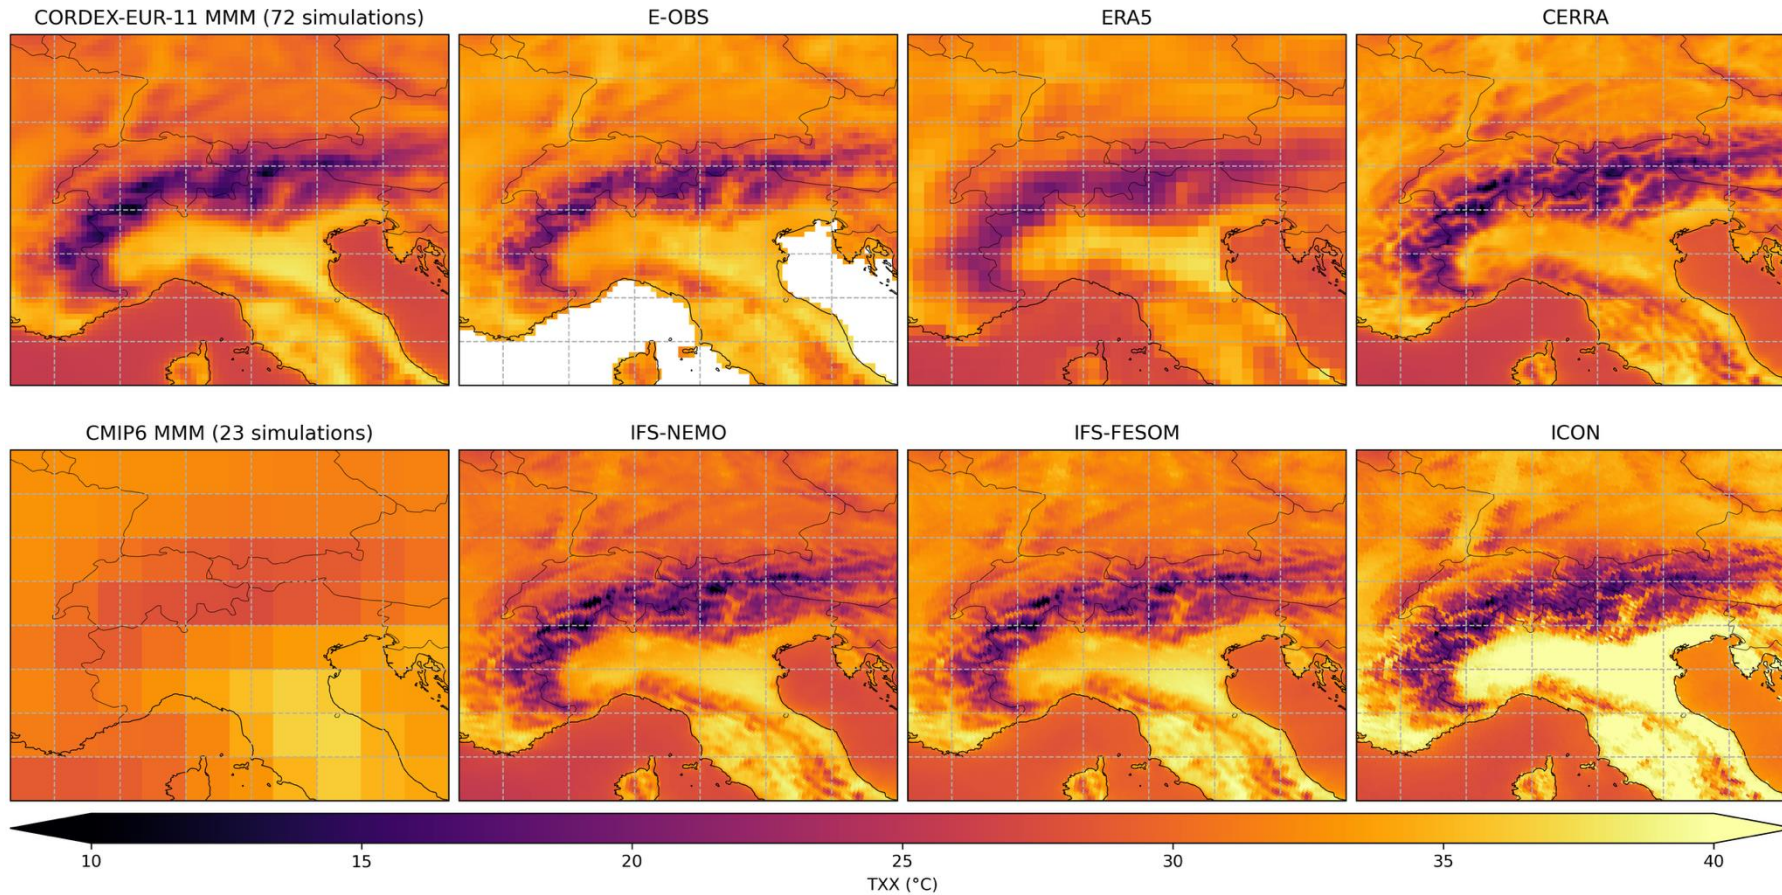 CORDEX-EUR-11 MMM (72 simulations)
E-OBS
ERA5
CERRA
CMIP6 MMM (23 simulations)
IFS-NEMO
IFS-FESOM
ICON
10 15 20 25 30 35 40
TXX (°C)